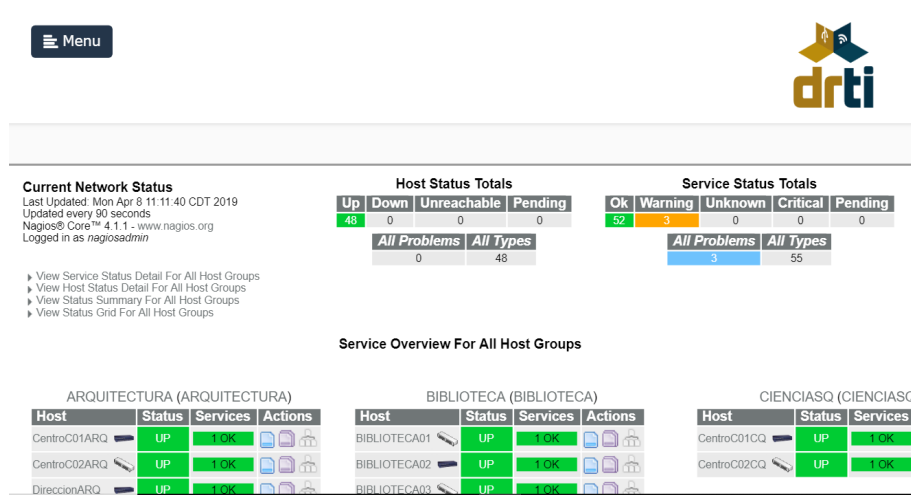 Menu
drti
Current Network Status
Last Updated: Mon Apr 8 11:11:40 CDT 2019
Updated every 90 seconds
Nagios® Core™ 4.1.1 - www.nagios.org
Logged in as nagiosadmin
View Service Status Detail For All Host Groups
View Host Status Detail For All Host Groups
View Status Summary For All Host Groups
View Status Grid For All Host Groups
Host Status Totals
Up Down Unreachable Pending
48 0 0 0
All Problems All Types
0 48
Service Status Totals
Ok Warning Unknown Critical Pending
52 3 0 0 0
All Problems All Types
3 55
Service Overview For All Host Groups
ARQUITECTURA (ARQUITECTURA)
Host Status Services Actions
CentroC01ARQ UP 1 OK
CentroC02ARQ UP 1 OK
DireccionARQ UP 1 OK
BIBLIOTECA (BIBLIOTECA)
Host Status Services Actions
BIBLIOTECA01 UP 1 OK
BIBLIOTECA02 UP 1 OK
BIBLIOTECA03 UP 1 OK
CIENCIASQ (CIENCIASQ
Host Status Services
CentroC01CQ UP 1 OK
CentroC02CQ UP 1 OK